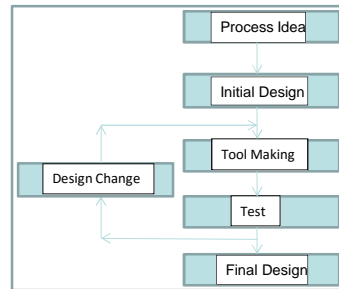 Process Idea
Initial Design
Tool Making
Design Change
Test
Final Design